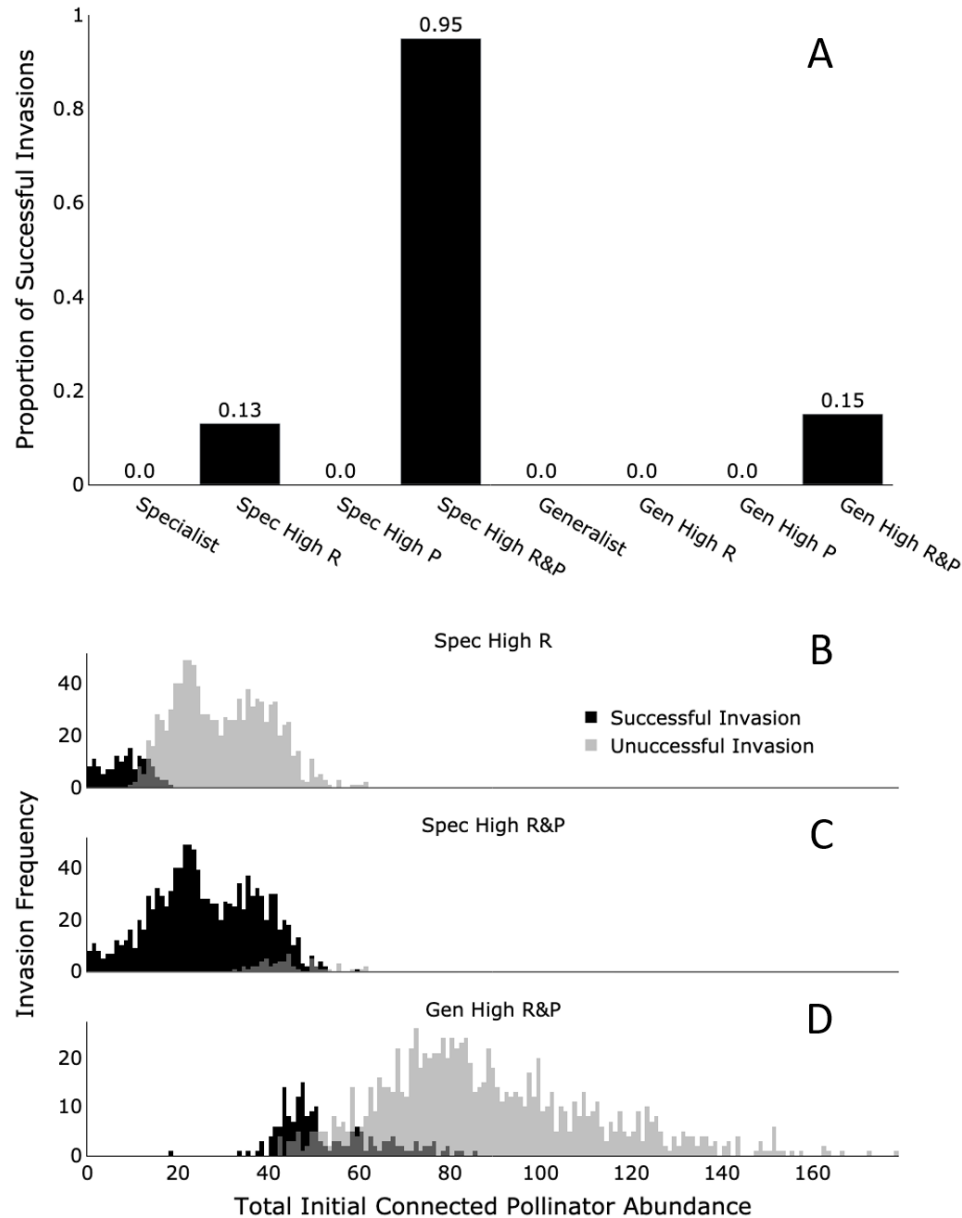 A
Proportion of Successful Invasions
1
0.8
0.6
0.4
0.2
0
0.0
0.13
0.0
0.95
0.0
0.0
0.0
0.15
Specialist
Spec High R
Spec High P
Spec High R&P
Generalist
Gen High R
Gen High P
Gen High R&P
Spec High R
B
40
20
0
Successful Invasion
Unuccessful Invasion
Spec High R&P
C
Invasion Frequency
40
20
0
Gen High R&P
D
20
10
0
0 20 40 60 80 100 120 140 160
Total Initial Connected Pollinator Abundance